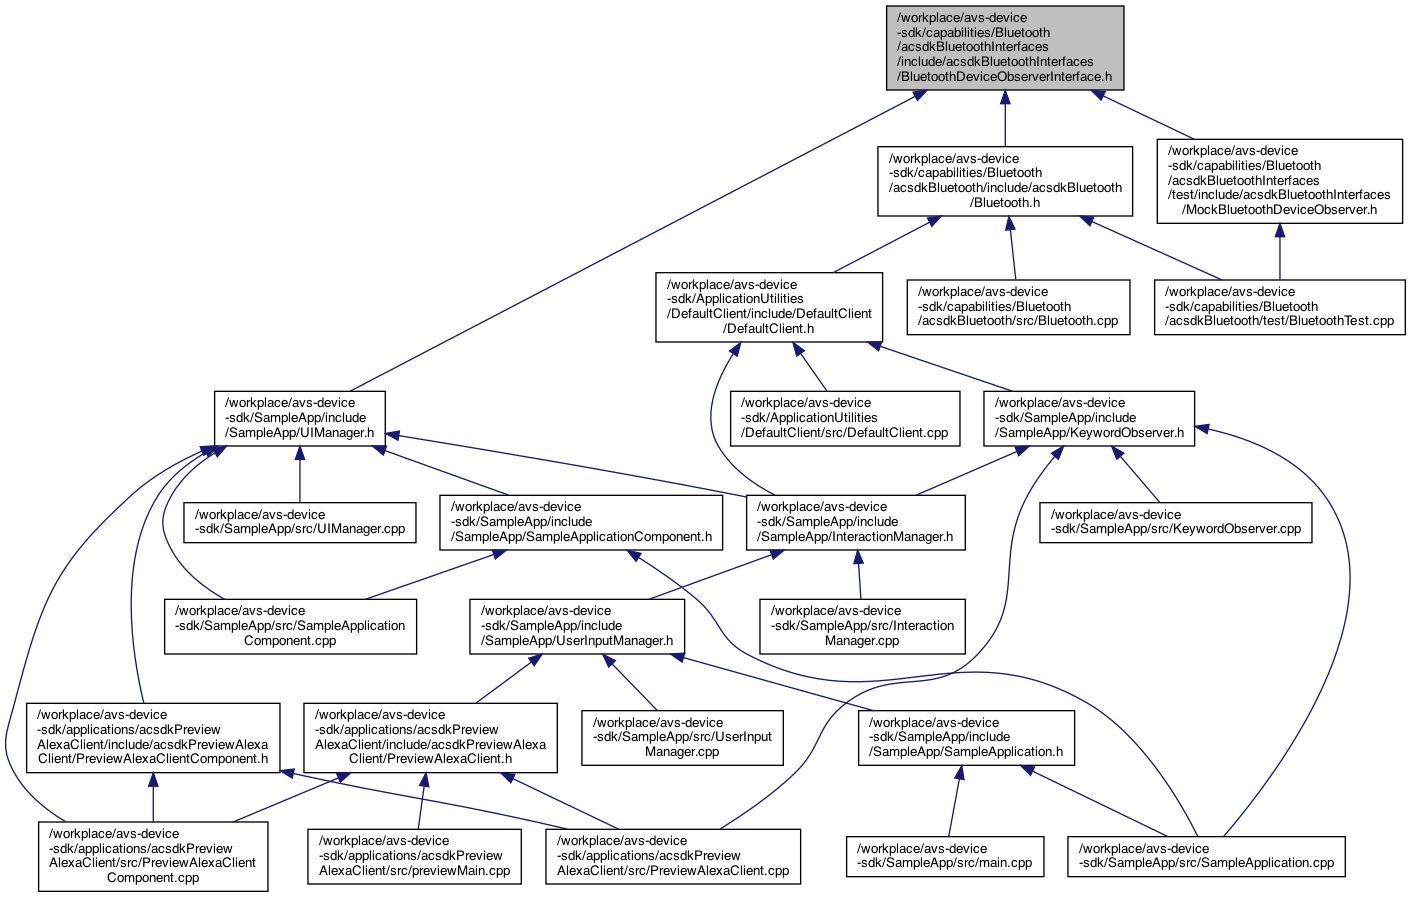 /workplace/avs-device
-sdk/capabilities/Bluetooth
/acsdkBluetoothInterfaces
/include/acsdkBluetoothInterfaces
/BluetoothDeviceObserverInterface.h
/workplace/avs-device
-sdk/capabilities/Bluetooth
/acsdkBluetooth/include/acsdkBluetooth
/Bluetooth.h
/workplace/avs-device
-sdk/capabilities/Bluetooth
/acsdkBluetoothInterfaces
/test/include/acsdkBluetoothInterfaces
/MockBluetoothDeviceObserver.h
/workplace/avs-device
-sdk/ApplicationUtilities
/DefaultClient/include/DefaultClient
/DefaultClient.h
/workplace/avs-device
-sdk/capabilities/Bluetooth
/acsdkBluetooth/src/Bluetooth.cpp
/workplace/avs-device
-sdk/capabilities/Bluetooth
/acsdkBluetooth/test/BluetoothTest.cpp
/workplace/avs-device
-sdk/SampleApp/include
/SampleApp/UIManager.h
/workplace/avs-device
-sdk/ApplicationUtilities
/DefaultClient/src/DefaultClient.cpp
/workplace/avs-device
-sdk/SampleApp/include
/SampleApp/KeywordObserver.h
/workplace/avs-device
-sdk/SampleApp/src/UIManager.cpp
/workplace/avs-device
-sdk/SampleApp/include
/SampleApp/SampleApplicationComponent.h
/workplace/avs-device
-sdk/SampleApp/include
/SampleApp/InteractionManager.h
/workplace/avs-device
-sdk/SampleApp/src/KeywordObserver.cpp
/workplace/avs-device
-sdk/SampleApp/src/SampleApplication
Component.cpp
/workplace/avs-device
-sdk/SampleApp/include
/SampleApp/UserInputManager.h
/workplace/avs-device
-sdk/SampleApp/src/Interaction
Manager.cpp
/workplace/avs-device
-sdk/applications/acsdkPreview
AlexaClient/include/acsdkPreviewAlexa
Client/PreviewAlexaClientComponent.h
/workplace/avs-device
-sdk/applications/acsdkPreview
AlexaClient/include/acsdkPreviewAlexa
Client/PreviewAlexaClient.h
/workplace/avs-device
-sdk/SampleApp/src/UserInput
Manager.cpp
/workplace/avs-device
-sdk/SampleApp/include
/SampleApp/SampleApplication.h
/workplace/avs-device
-sdk/applications/acsdkPreview
AlexaClient/src/PreviewAlexaClient
Component.cpp
/workplace/avs-device
-sdk/applications/acsdkPreview
AlexaClient/src/previewMain.cpp
/workplace/avs-device
-sdk/applications/acsdkPreview
AlexaClient/src/PreviewAlexaClient.cpp
/workplace/avs-device
-sdk/SampleApp/src/main.cpp
/workplace/avs-device
-sdk/SampleApp/src/SampleApplication.cpp